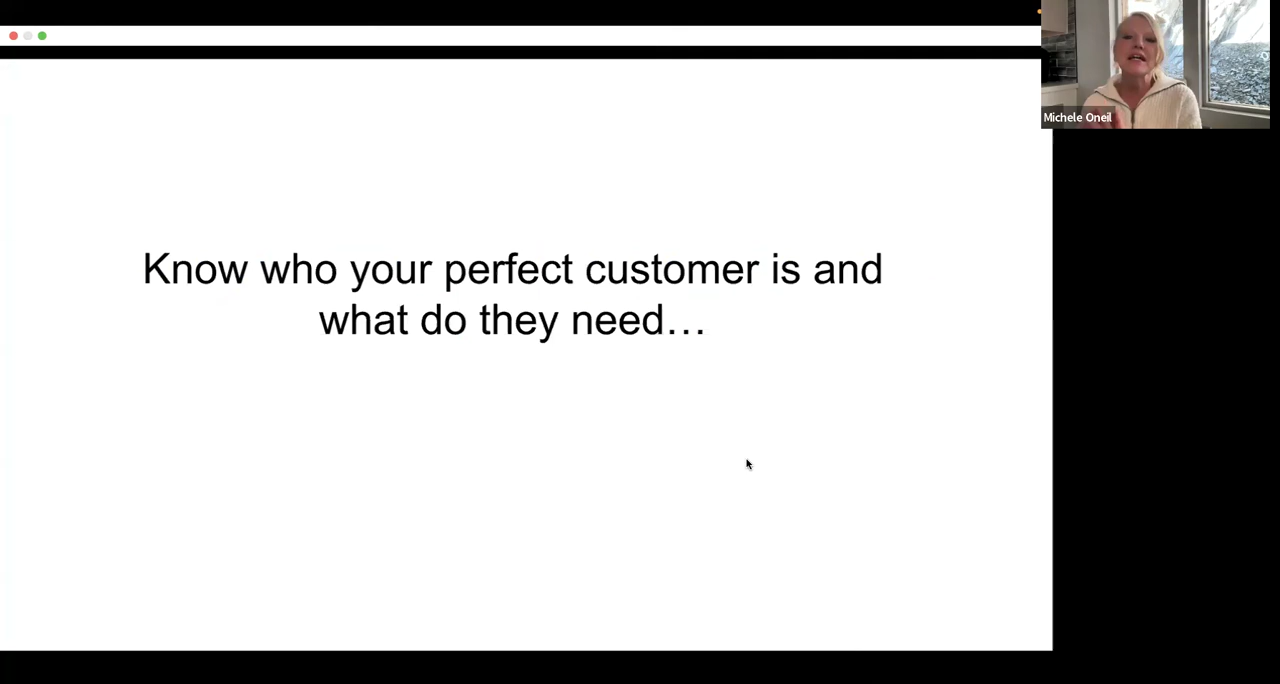 Michele Oneil
Know who your perfect customer is and
what do they need…